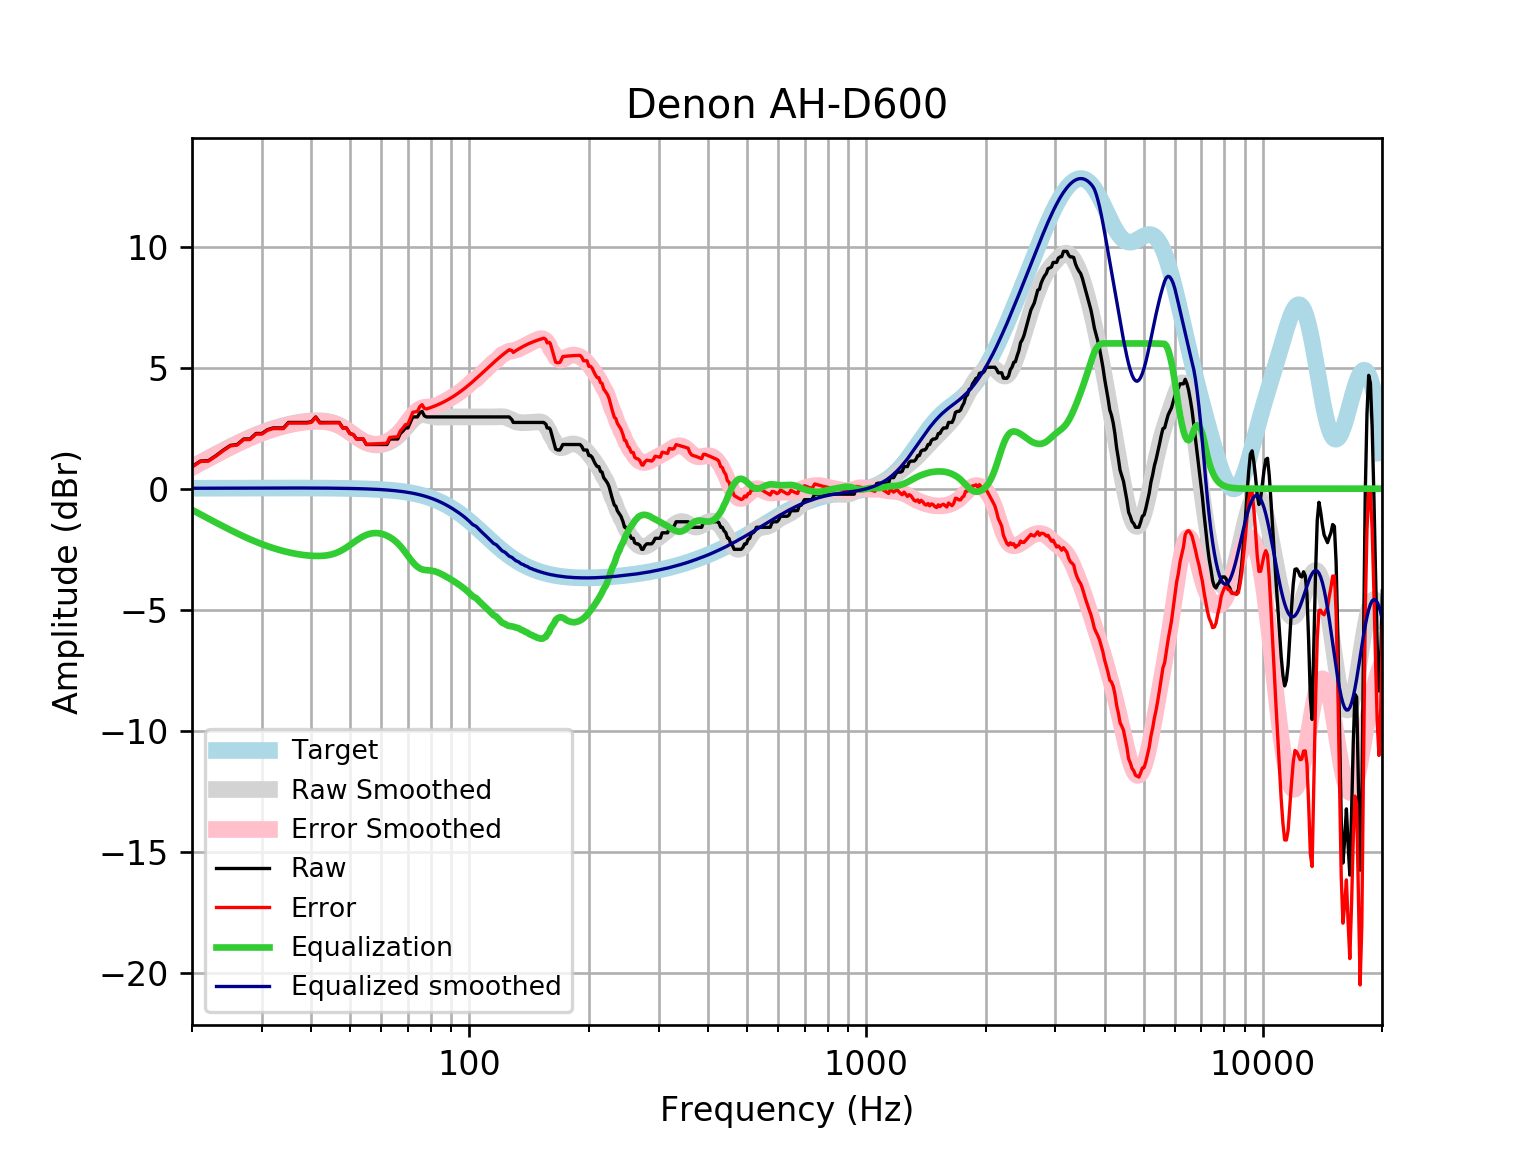 Denon AH-D600
10
5
0
−5
−10
−15
−20
Amplitude (dBr)
Target
Raw Smoothed
Error Smoothed
Raw
Error
Equalization
Equalized smoothed
100
1000
10000
Frequency (Hz)